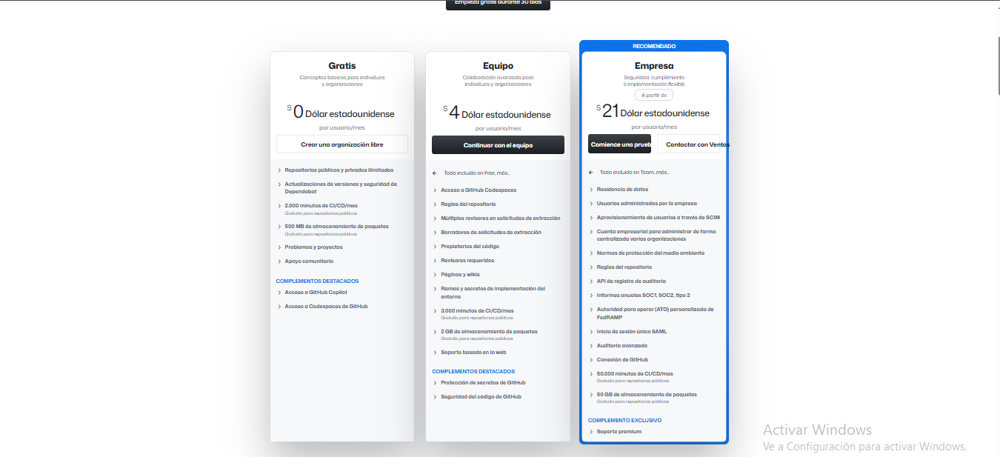 Empieza gratis durante 30 días
Gratis
Conceptos básicos para individuos
y organizaciones
$0 Dólar estadounidense
por usuario/mes
Crear una organización libre
Repositorios públicos y privados ilimitados
Actualizaciones de versiones y seguridad de
Dependabot
2.000 minutos de CI/CD/mes
Gratuito para repositorios públicos
500 MB de almacenamiento de paquetes
Gratuito para repositorios públicos
Problemas y proyectos
Apoyo comunitario
COMPLEMENTOS DESTACADOS
Acceso a GitHub Copilot
Acceso a Codespaces de GitHub
Equipo
Colaboración avanzada para
individuos y organizaciones
$4 Dólar estadounidense
por usuario/mes
Continuar con el equipo
Todo incluido en Free, más...
Acceso a GitHub Codespaces
Reglas del repositorio
Múltiples revisores en solicitudes de extracción
Borradores de solicitudes de extracción
Propietarios del código
Revisores requeridos
Páginas y wikis
Ramas y secretos de implementación del
entorno
3.000 minutos de CI/CD/mes
Gratuito para repositorios públicos
2 GB de almacenamiento de paquetes
Gratuito para repositorios públicos
Soporte basado en la web
COMPLEMENTOS DESTACADOS
Protección de secretos de GitHub
Seguridad del código de GitHub
RECOMENDADO
Empresa
Seguridad, cumplimiento
e implementación flexible
A partir de
$21 Dólar estadounidense
por usuario/mes
Comience una prueb
Contactar con Ventas
Todo incluido en Team, más...
Residencia de datos
Usuarios administrados por la empresa
Aprovisionamiento de usuarios a través de SCIM
Cuenta empresarial para administrar de forma
centralizada varias organizaciones
Normas de protección del medio ambiente
Reglas del repositorio
API de registro de auditoría
Informes anuales SOC1, SOC2, tipo 2
Autoridad para operar (ATO) personalizada de
FedRAMP
Inicio de sesión único SAML
Auditoría avanzada
Conexión de GitHub
50.000 minutos de CI/CD/mes
Gratuito para repositorios públicos
50 GB de almacenamiento de paquetes
Gratuito para repositorios públicos
COMPLEMENTO EXCLUSIVO
Soporte premium
Activar Windows
Ve a Configuración para activar Windows.